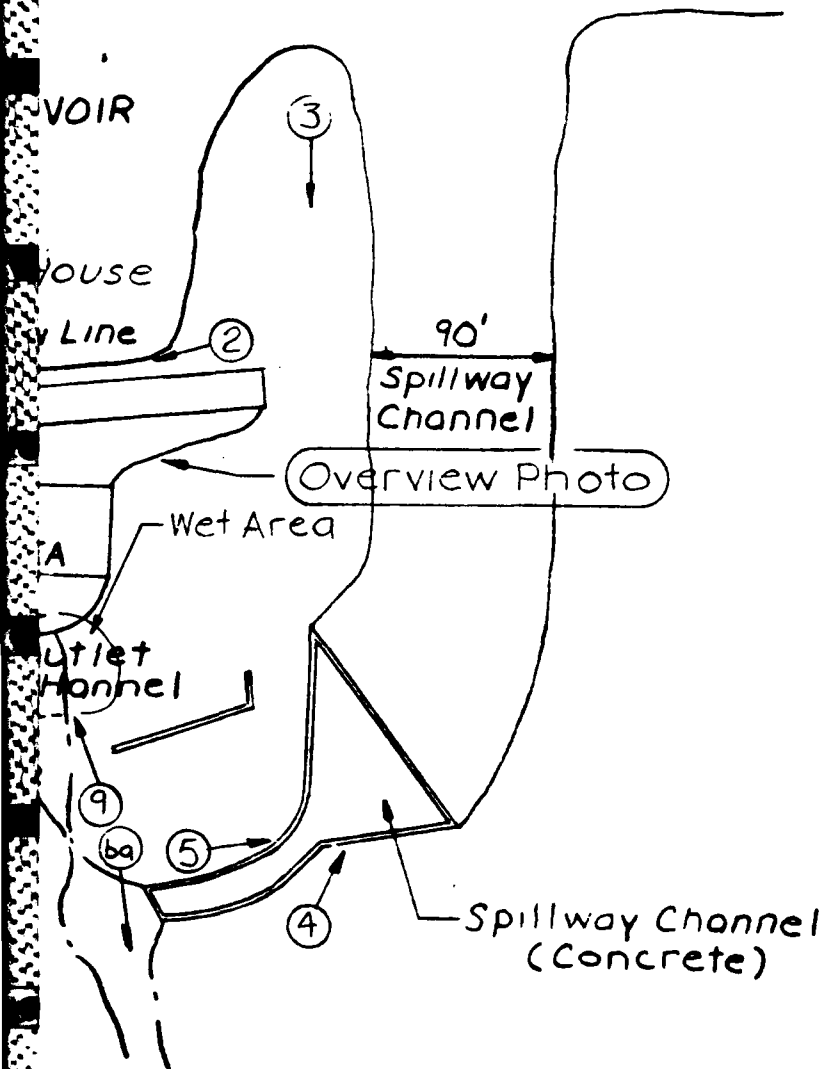 VOIR
3
ouse
Line
2
90'
Spillway
Channel
Overview Photo
Wet Area
A
utlet
hannel
9
5
4
Spillway Channel
(Concrete)